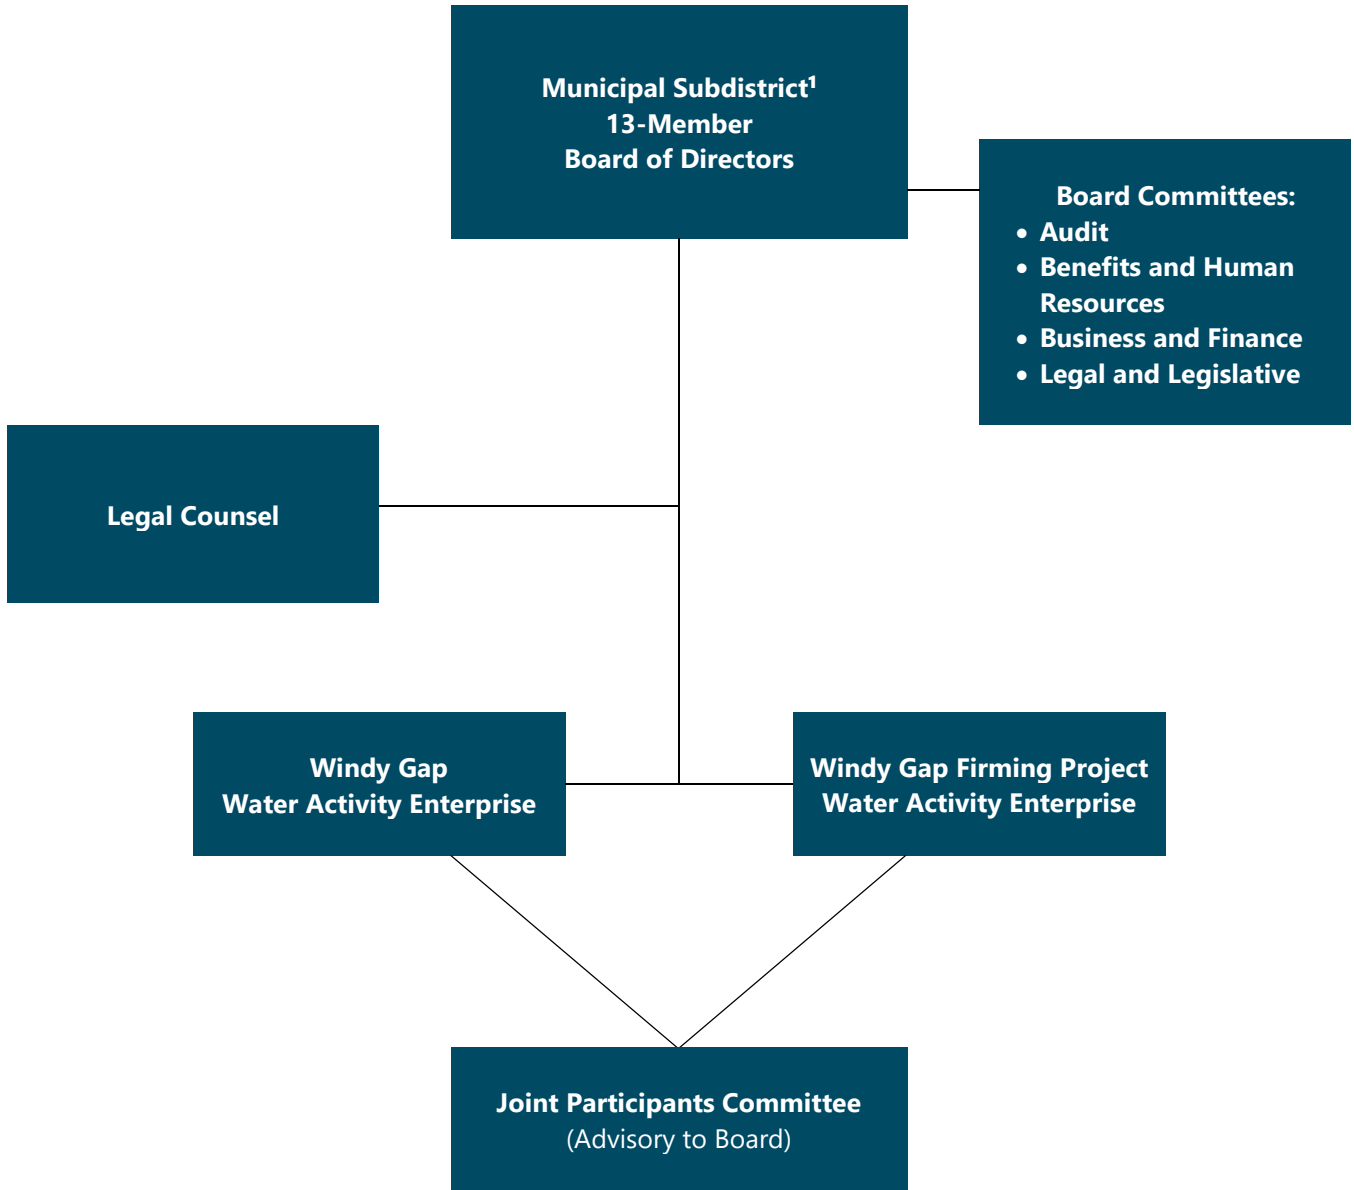 Municipal Subdistrict¹
13-Member
Board of Directors
Board Committees:
• Audit
• Benefits and Human
Resources
• Business and Finance
• Legal and Legislative
Legal Counsel
Windy Gap
Water Activity Enterprise
Windy Gap Firming Project
Water Activity Enterprise
Joint Participants Committee
(Advisory to Board)